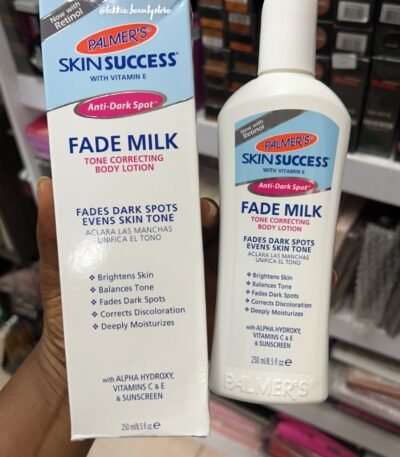 @lekkie_beautyplace
Now with
Retinol
PALMER'S
SKIN SUCCESS®
WITH VITAMIN E
Anti-Dark Spot™
FADE MILK
TONE CORRECTING
BODY LOTION
FADES DARK SPOTS
EVENS SKIN TONE
ACLARA LAS MANCHAS
UNIFICA EL TONO
❖ Brightens Skin
❖ Balances Tone
❖ Fades Dark Spots
❖ Corrects Discoloration
❖ Deeply Moisturizes
with ALPHA HYDROXY,
VITAMINS C & E
& SUNSCREEN
250 ml/8.5 fl oz. e
Now with
Retinol
PALMER'S
SKIN SUCCESS®
WITH VITAMIN E
Anti-Dark Spot™
FADE MILK
TONE CORRECTING
BODY LOTION
FADES DARK SPOTS
EVENS SKIN TONE
ACLARA LAS MANCHAS
UNIFICA EL TONO
❖ Brightens Skin
❖ Balances Tone
❖ Fades Dark Spots
❖ Corrects Discoloration
❖ Deeply Moisturizes
with ALPHA HYDROXY,
VITAMINS C & E
& SUNSCREEN
250 ml/8.5 fl oz. e
PALMER'S